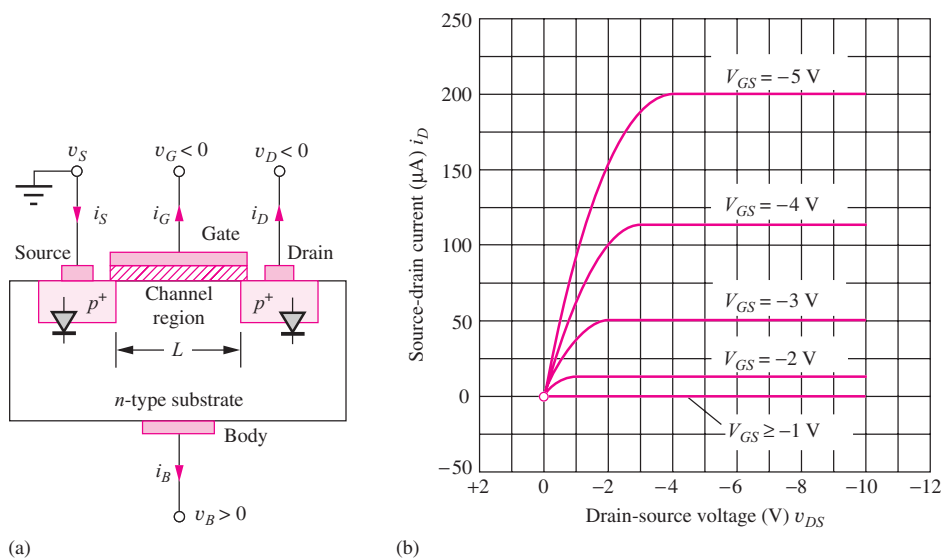 v_S
v_G < 0
v_D < 0
i_S
i_G
i_D
Gate
Source
Drain
p⁺
Channel
region
p⁺
L
n-type substrate
Body
i_B
v_B > 0
(a)
250
200
150
100
50
0
−50
Source-drain current (µA) i_D
V_GS = −5 V
V_GS = −4 V
V_GS = −3 V
V_GS = −2 V
V_GS ≥ −1 V
+2
0
−2
−4
−6
−8
−10
−12
Drain-source voltage (V) v_DS
(b)